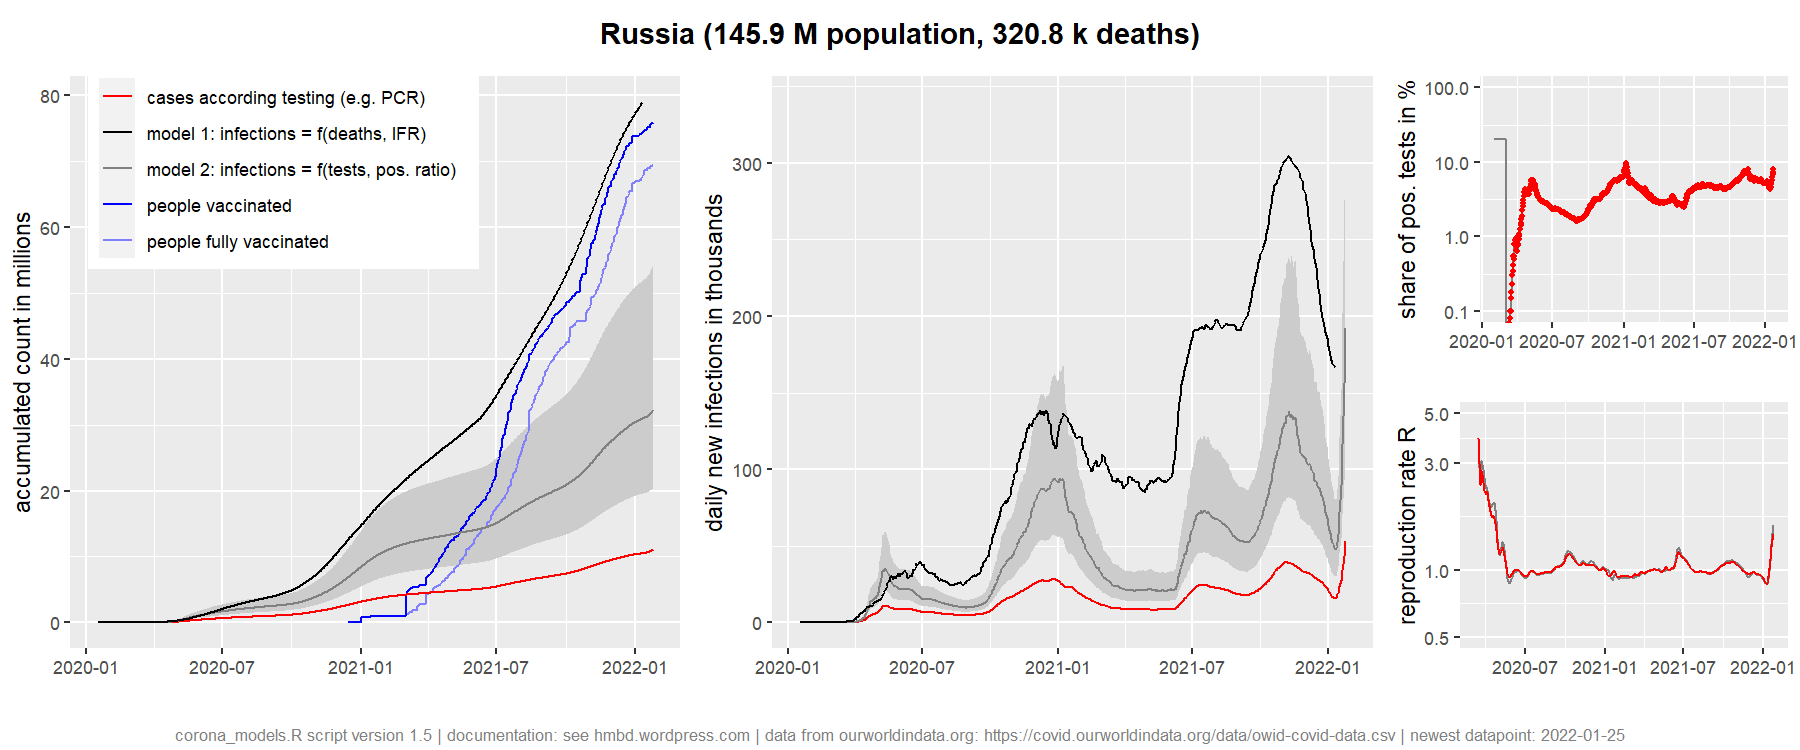 Russia (145.9 M population, 320.8 k deaths)
accumulated count in millions
80
60
40
20
0
cases according testing (e.g. PCR)
model 1: infections = f(deaths, IFR)
model 2: infections = f(tests, pos. ratio)
people vaccinated
people fully vaccinated
2020-01 2020-07 2021-01 2021-07 2022-01
daily new infections in thousands
300
200
100
0
2020-01 2020-07 2021-01 2021-07 2022-01
share of pos. tests in %
100.0
10.0
1.0
0.1
2020-01 2020-07 2021-01 2021-07 2022-01
reproduction rate R
5.0
3.0
1.0
0.5
2020-07 2021-01 2021-07 2022-01
corona_models.R script version 1.5 | documentation: see hmbd.wordpress.com | data from ourworldindata.org: https://covid.ourworldindata.org/data/owid-covid-data.csv | newest datapoint: 2022-01-25